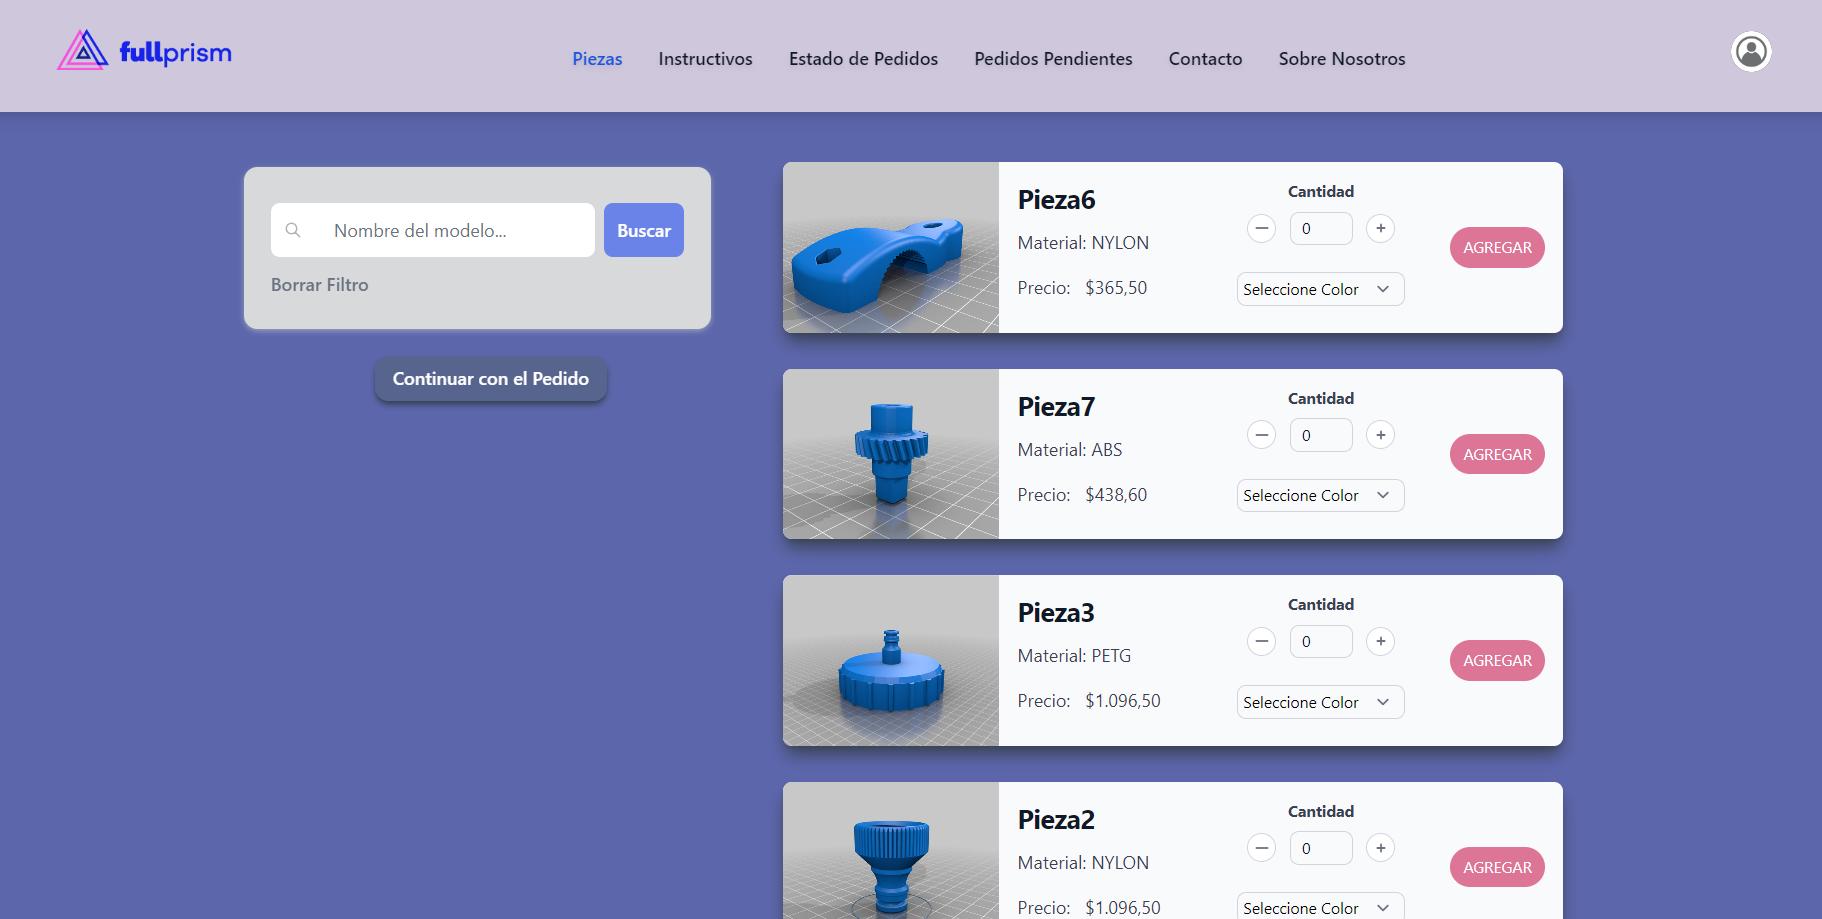 fullprism
Piezas Instructivos Estado de Pedidos Pedidos Pendientes Contacto Sobre Nosotros
Nombre del modelo...
Buscar
Borrar Filtro
Continuar con el Pedido
Pieza6
Material: NYLON
Precio: $365,50
Cantidad
0
Seleccione Color
AGREGAR
Pieza7
Material: ABS
Precio: $438,60
Cantidad
0
Seleccione Color
AGREGAR
Pieza3
Material: PETG
Precio: $1.096,50
Cantidad
0
Seleccione Color
AGREGAR
Pieza2
Material: NYLON
Precio: $1.096,50
Cantidad
0
Seleccione Color
AGREGAR